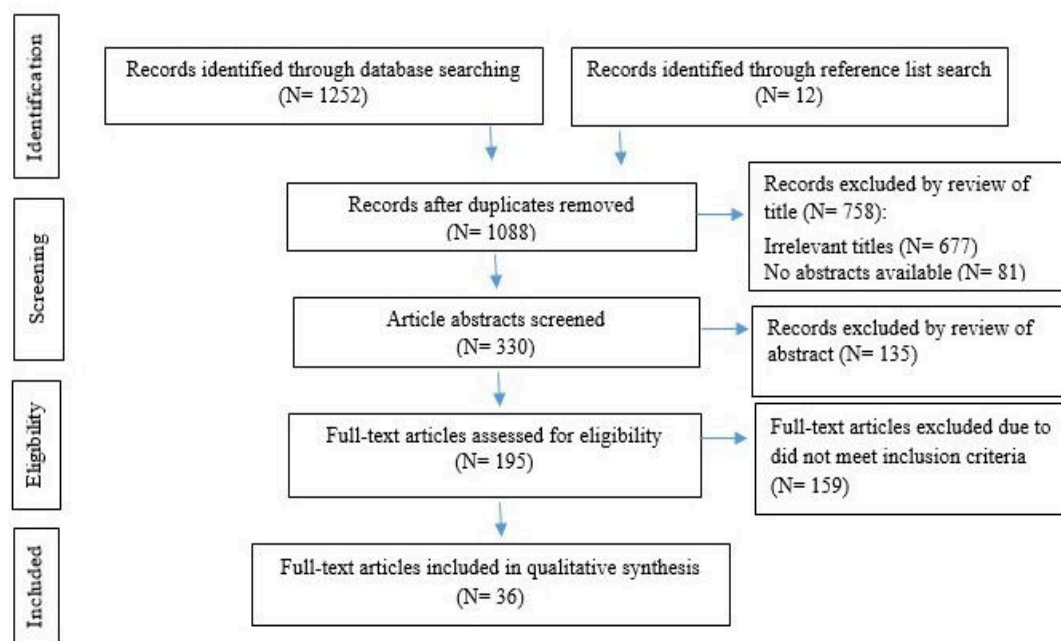 Identification
Records identified through database searching
(N= 1252)
Records identified through reference list search
(N= 12)
Screening
Records after duplicates removed
(N= 1088
Records excluded by review of
title (N= 758):
Irrelevant titles (N= 677)
No abstracts available (N= 81)
Article abstracts screened
(N= 330)
Records excluded by review of
abstract (N= 135)
Eligibility
Full-text articles assessed for eligibility
(N= 195)
Full-text articles excluded due to
did not meet inclusion criteria
(N= 159)
Included
Full-text articles included in qualitative synthesis
(N= 36)